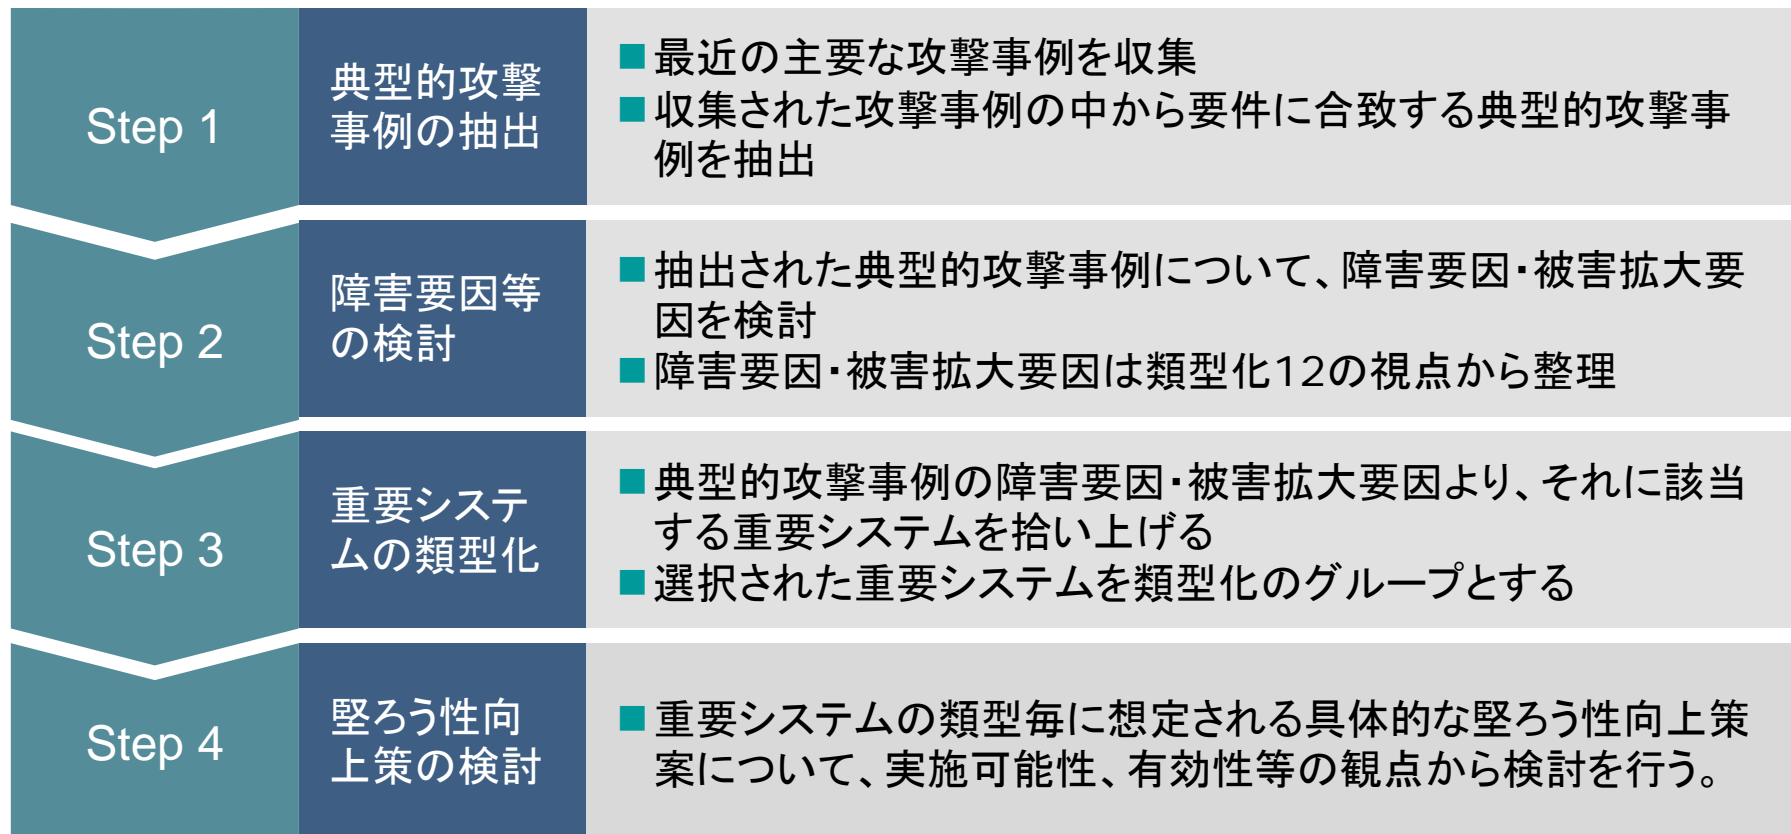 Step 1
典型的攻撃
事例の抽出
■最近の主要な攻撃事例を収集
■収集された攻撃事例の中から要件に合致する典型的攻撃事
例を抽出
Step 2
障害要因等
の検討
■抽出された典型的攻撃事例について、障害要因・被害拡大要
因を検討
■障害要因・被害拡大要因は類型化12の視点から整理
Step 3
重要システ
ムの類型化
■典型的攻撃事例の障害要因・被害拡大要因より、それに該当
する重要システムを拾い上げる
■選択された重要システムを類型化のグループとする
Step 4
堅ろう性向
上策の検討
■重要システムの類型毎に想定される具体的な堅ろう性向上策
案について、実施可能性、有効性等の観点から検討を行う。